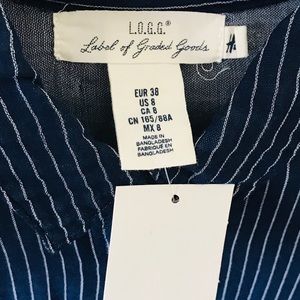 L.O.G.G.®
Label of Graded Goods
EUR 38
US 8
CA 8
CN 165/88A
MX 8
MADE IN
BANGLADESH
FABRIQUÉ EN
BANGLADESH